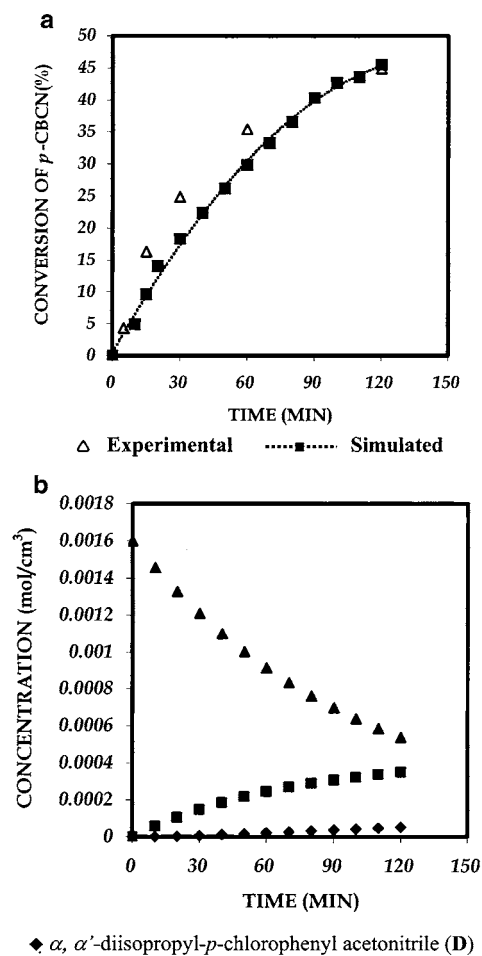 a
CONVERSION OF p-CBCN(%)
50
45
40
35
30
25
20
15
10
5
0
0 30 60 90 120 150
TIME (MIN)
△ Experimental ■ Simulated
b
CONCENTRATION (mol/cm³)
0.0018
0.0016
0.0014
0.0012
0.001
0.0008
0.0006
0.0004
0.0002
0
0 30 60 90 120 150
TIME (MIN)
◆ α, α’-diisopropyl-p-chlorophenyl acetonitrile (D)